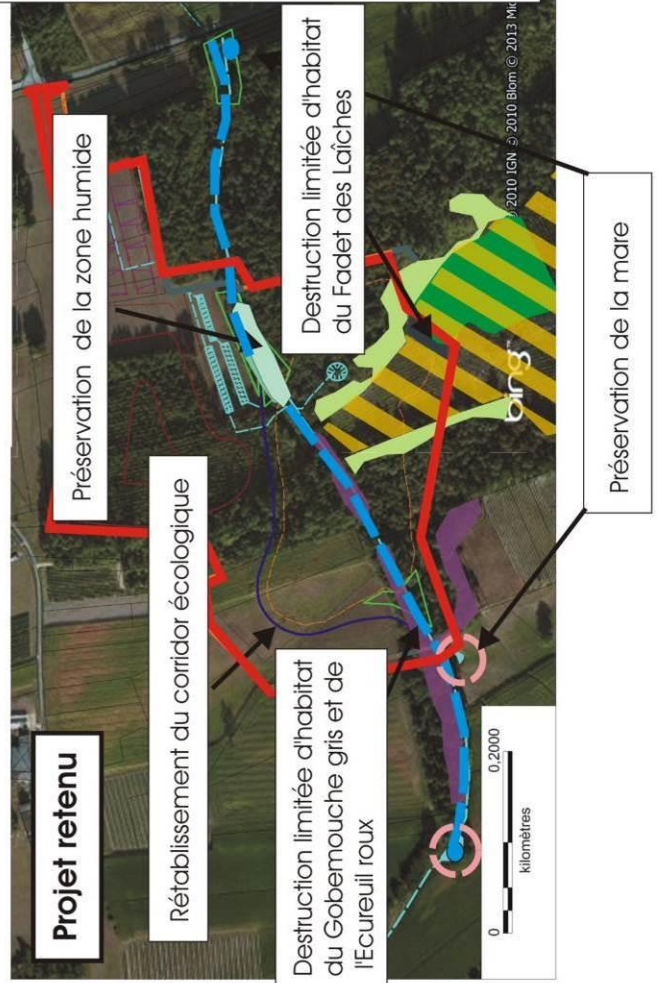 Projet retenu
Rétablissement du corridor écologique
Préservation de la zone humide
Destruction limitée d'habitat
du Gobemouche gris et de
l'Ecureuil roux
Destruction limitée d'habitat
du Fadet des Laîches
Préservation de la mare
0 0,2000
kilomètres
bing™
2010 IGN © 2010 Blom © 2013 Mic